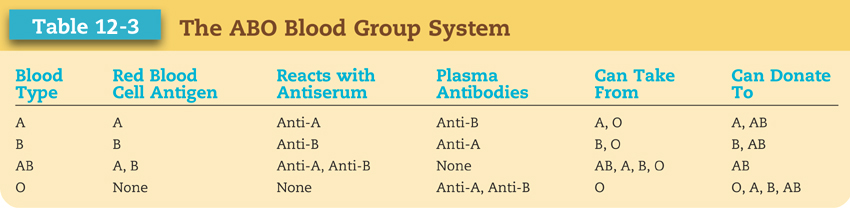 Table 12-3 The ABO Blood Group System
Blood Type Red Blood Cell Antigen Reacts with Antiserum Plasma Antibodies Can Take From Can Donate To
A A Anti-A Anti-B A, O A, AB
B B Anti-B Anti-A B, O B, AB
AB A, B Anti-A, Anti-B None AB, A, B, O AB
O None None Anti-A, Anti-B O O, A, B, AB